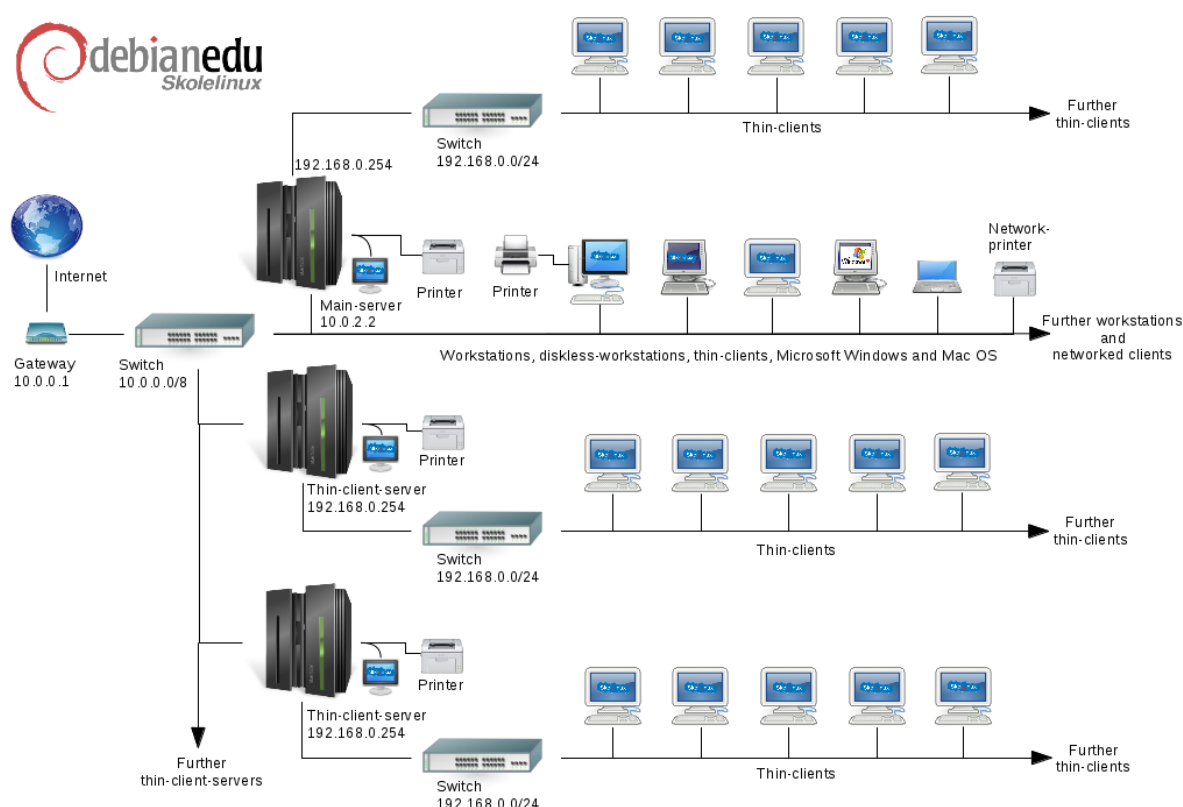 debianedu
Skolelinux
Further
thin-clients
Thin-clients
Switch
192.168.0.0/24
192.168.0.254
Internet
Printer
Printer
Network-
printer
Main-server
10.0.2.2
Gateway
10.0.0.1
Switch
10.0.0.0/8
Workstations, diskless-workstations, thin-clients, Microsoft Windows and Mac OS
Further workstations
and
networked clients
Printer
Thin-client-server
192.168.0.254
Switch
192.168.0.0/24
Thin-clients
Further
thin-clients
Printer
Thin-client-server
192.168.0.254
Switch
192.168.0.0/24
Thin-clients
Further
thin-clients
Further
thin-client-servers